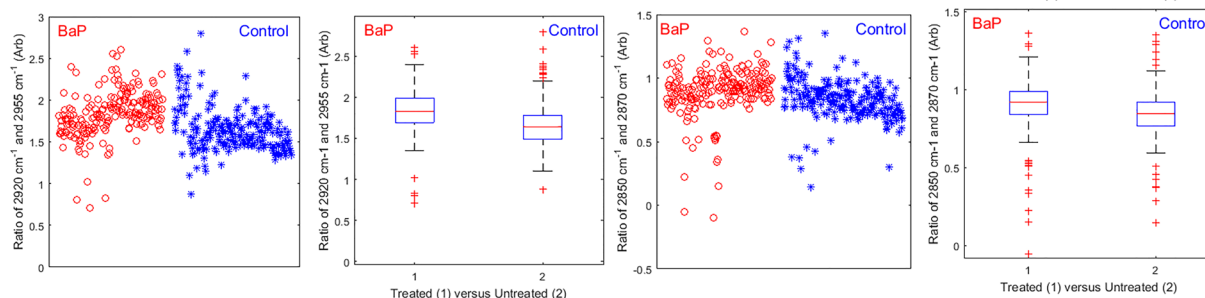 BaP
Control
Ratio of 2920 cm⁻¹ and 2955 cm⁻¹ (Arb)
3
2.5
2
1.5
1
0.5
0
BaP
Control
Ratio of 2920 cm-1 and 2955 cm-1 (Arb)
2.5
2
1.5
1
0.5
0
1
2
Treated (1) versus Untreated (2)
BaP
Control
Ratio of 2850 cm⁻¹ and 2870 cm⁻¹ (Arb)
1.5
1
0.5
0
-0.5
BaP
Control
Ratio of 2850 cm-1 and 2870 cm-1 (Arb)
1.5
1
0.5
0
1
2
Treated (1) versus Untreated (2)